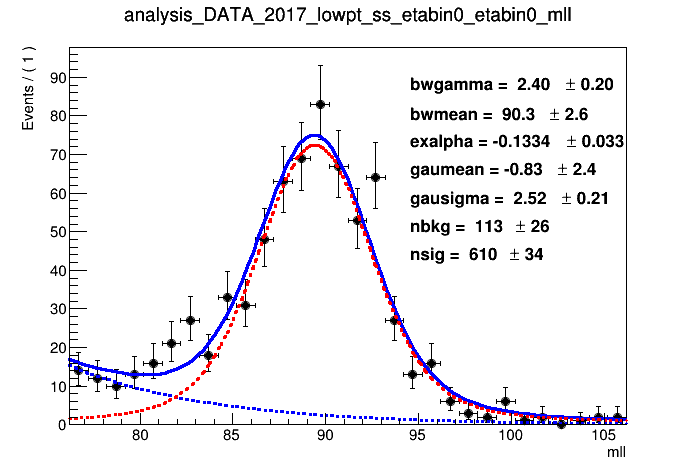 analysis_DATA_2017_lowpt_ss_etabin0_etabin0_mll
Events / ( 1 )
90
80
70
60
50
40
30
20
10
0
bwgamma = 2.40 ± 0.20
bwmean = 90.3 ± 2.6
exalpha = -0.1334 ± 0.033
gaumean = -0.83 ± 2.4
gausigma = 2.52 ± 0.21
nbkg = 113 ± 26
nsig = 610 ± 34
80 85 90 95 100 105
mll